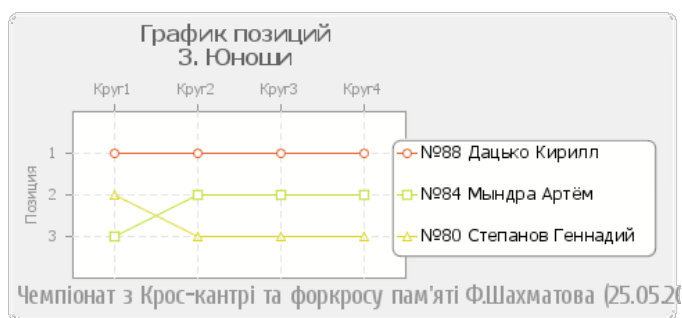 График позиций
3. Юноши
Круг1 Круг2 Круг3 Круг4
Позиция
1
2
3
№88 Дацько Кирилл
№84 Мындра Артём
№80 Степанов Геннадий
Чемпіонат з Крос-кантрі та форкросу пам'яті Ф.Шахматова (25.05.20